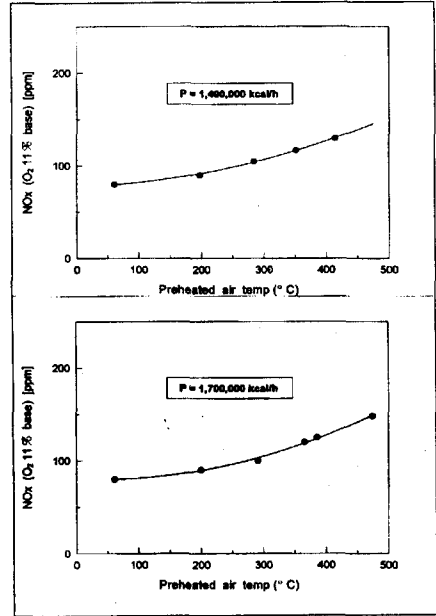 NOx (O₂ 11% base) [ppm]
200
100
0
P = 1,400,000 kcal/h
0 100 200 300 400 500
Preheated air temp (° C)
NOx (O₂ 11% base) [ppm]
200
100
0
P = 1,700,000 kcal/h
0 100 200 300 400 500
Preheated air temp (° C)